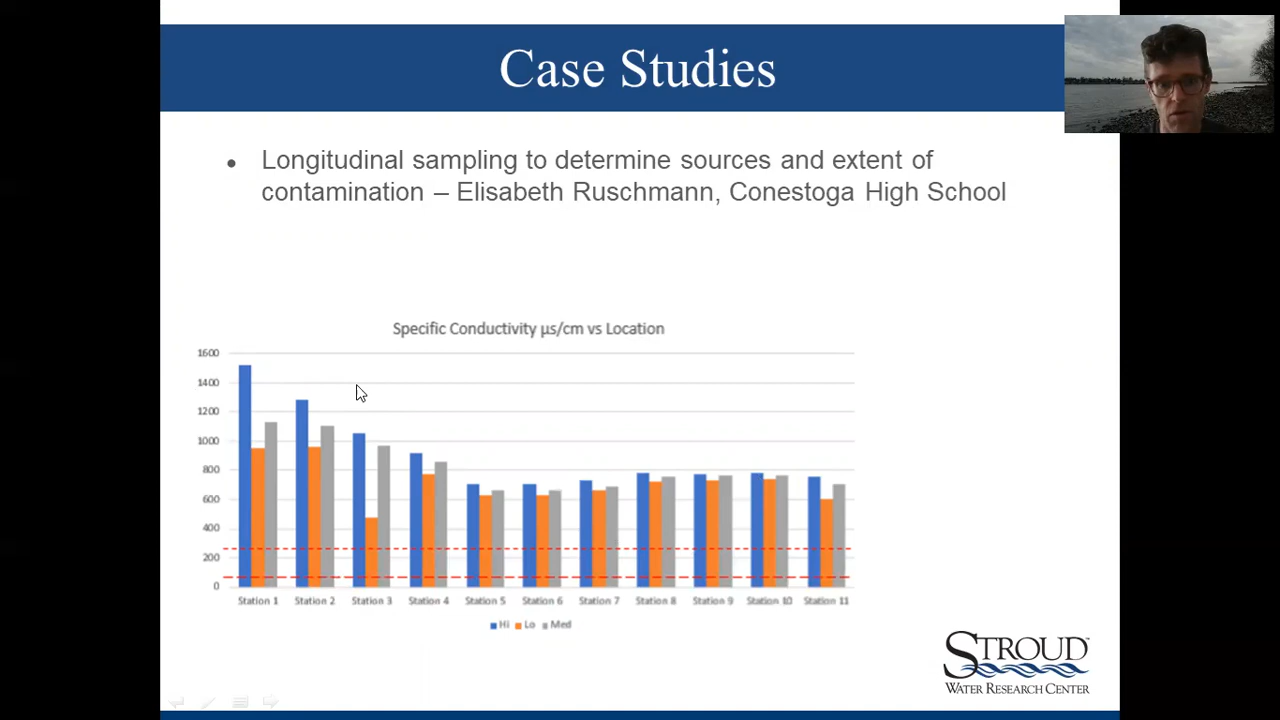 Case Studies
• Longitudinal sampling to determine sources and extent of
contamination – Elisabeth Ruschmann, Conestoga High School
Specific Conductivity µs/cm vs Location
1600
1400
1200
1000
800
600
400
200
0
Station 1 Station 2 Station 3 Station 4 Station 5 Station 6 Station 7 Station 8 Station 9 Station 10 Station 11
Hi Lo Med
STROUD™
WATER RESEARCH CENTER